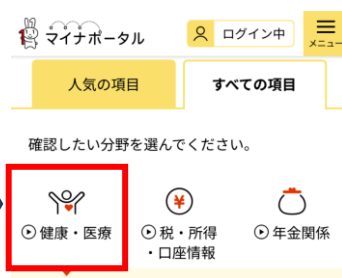 マイナポータル
ログイン中
メニュー
人気の項目
すべての項目
確認したい分野を選んでください。
健康・医療
税・所得
・口座情報
年金関係